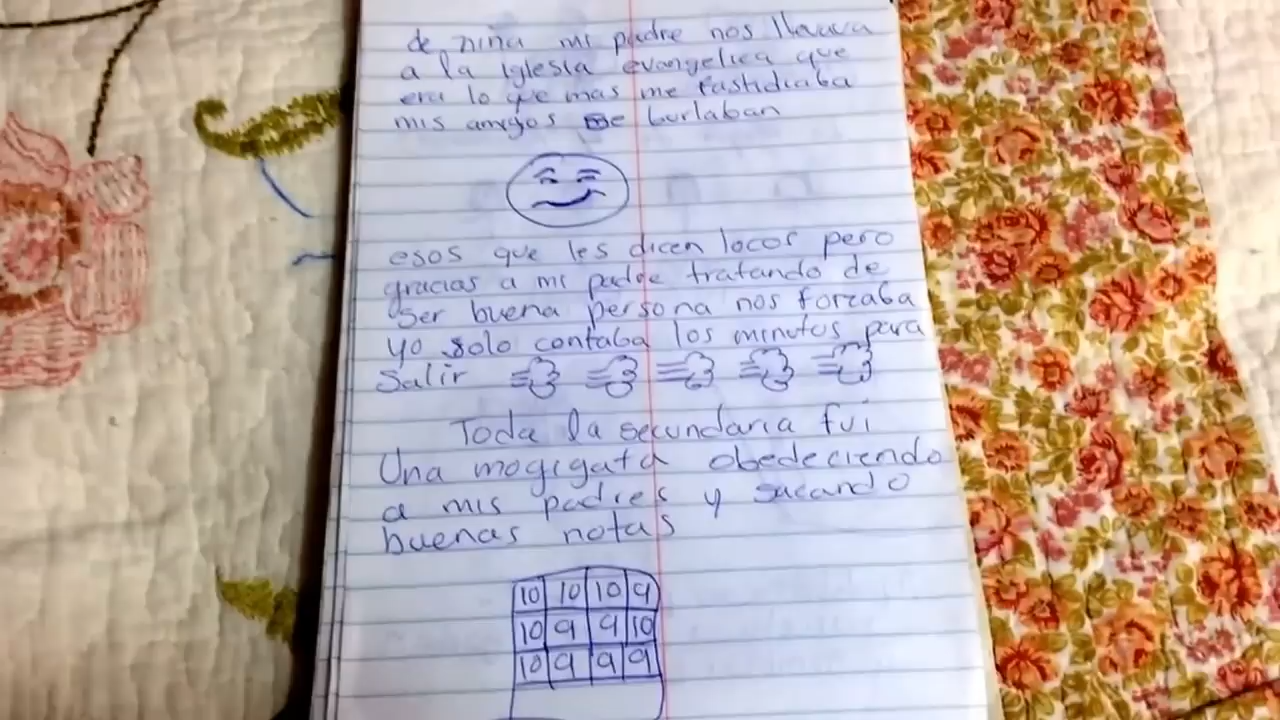 de niña mi padre nos llevava
a la iglesia evangelica que
era lo que mas me fastidiaba
mis amigos se burlaban
esos que les dicen locos pero
gracias a mi padre tratando de
ser buena persona nos forzaba
yo solo contaba los minutos para
salir
Toda la secundaria fui
Una mogigata obedeciendo
a mis padres y sacando
buenas notas
10 10 10 9
10 9 9 10
10 9 9 9